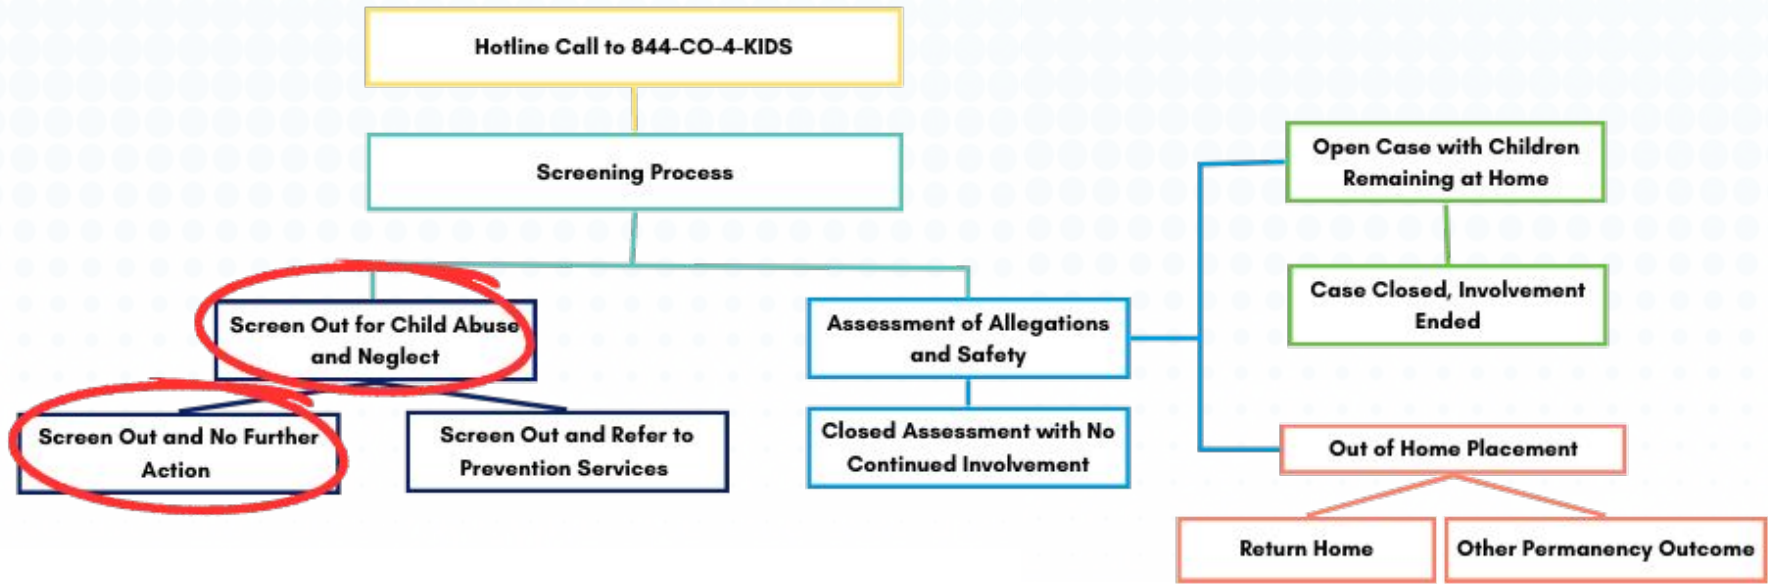 Hotline Call to 844-CO-4-KIDS
Screening Process
Screen Out for Child Abuse
and Neglect
Screen Out and No Further
Action
Screen Out and Refer to
Prevention Services
Assessment of Allegations
and Safety
Closed Assessment with No
Continued Involvement
Open Case with Children
Remaining at Home
Case Closed, Involvement
Ended
Out of Home Placement
Return Home
Other Permanency Outcome